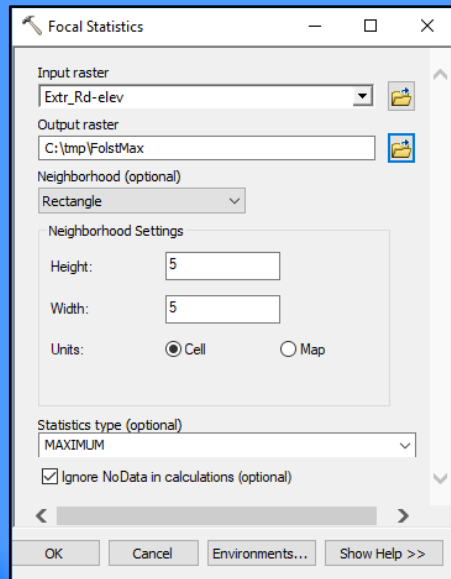 Focal Statistics
Input raster
Extr_Rd-elev
Output raster
C:\tmp\FolstMax
Neighborhood (optional)
Rectangle
Neighborhood Settings
Height: 5
Width: 5
Units: Cell Map
Statistics type (optional)
MAXIMUM
Ignore NoData in calculations (optional)
OK Cancel Environments... Show Help >>